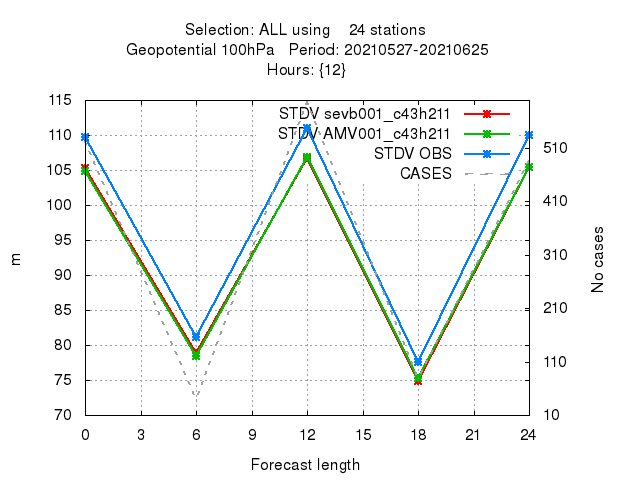 Selection: ALL using    24 stations
Geopotential 100hPa   Period: 20210527-20210625
Hours: {12}
STDV sevb001_c43h211
STDV AMV001_c43h211
STDV OBS
CASES
115
110
105
100
95
90
85
80
75
70
m
510
410
310
210
110
10
No cases
0 3 6 9 12 15 18 21 24
Forecast length